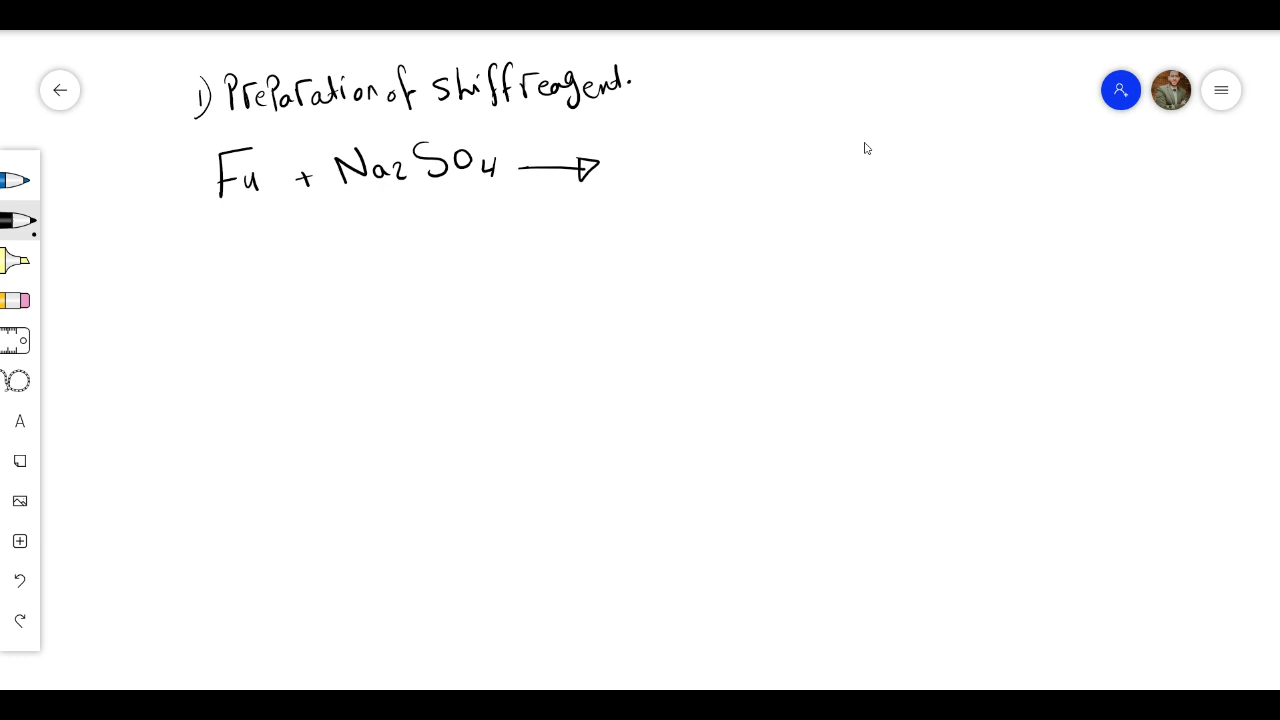 1) Preparation of shiff reagent.
Fu + Na2SO4 →
A